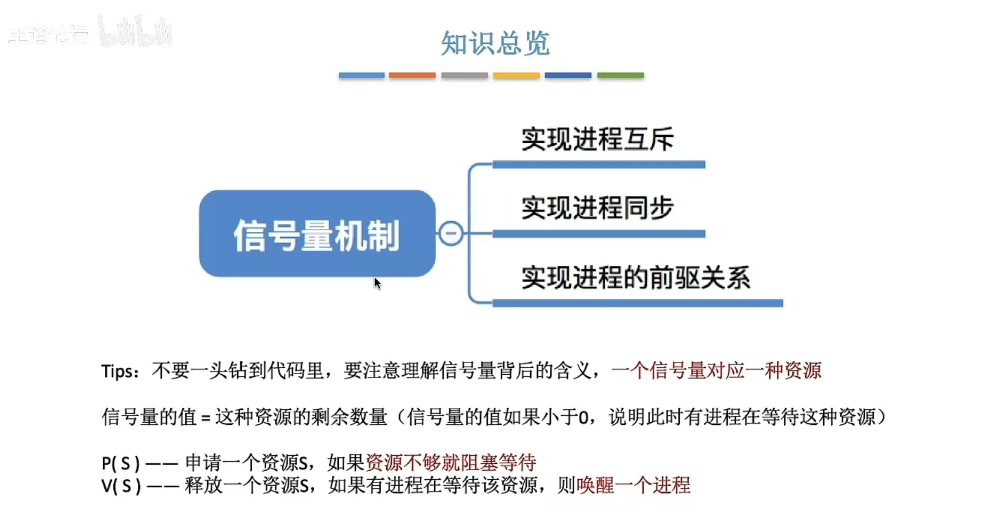 知识总览
实现进程互斥
信号量机制
实现进程同步
实现进程的前驱关系
Tips：不要一头钻到代码里，要注意理解信号量背后的含义，一个信号量对应一种资源
信号量的值 = 这种资源的剩余数量（信号量的值如果小于0，说明此时有进程在等待这种资源）
P( S ) —— 申请一个资源S，如果资源不够就阻塞等待
V( S ) —— 释放一个资源S，如果有进程在等待该资源，则唤醒一个进程